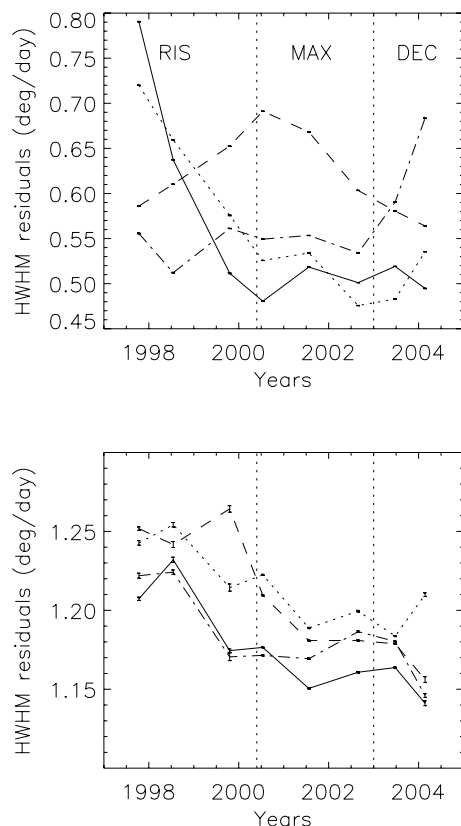 0.80
RIS MAX DEC
0.75
0.70
0.65
0.60
0.55
0.50
0.45
HWHM residuals (deg/day)
1998 2000 2002 2004
Years
1.25
1.20
1.15
HWHM residuals (deg/day)
1998 2000 2002 2004
Years